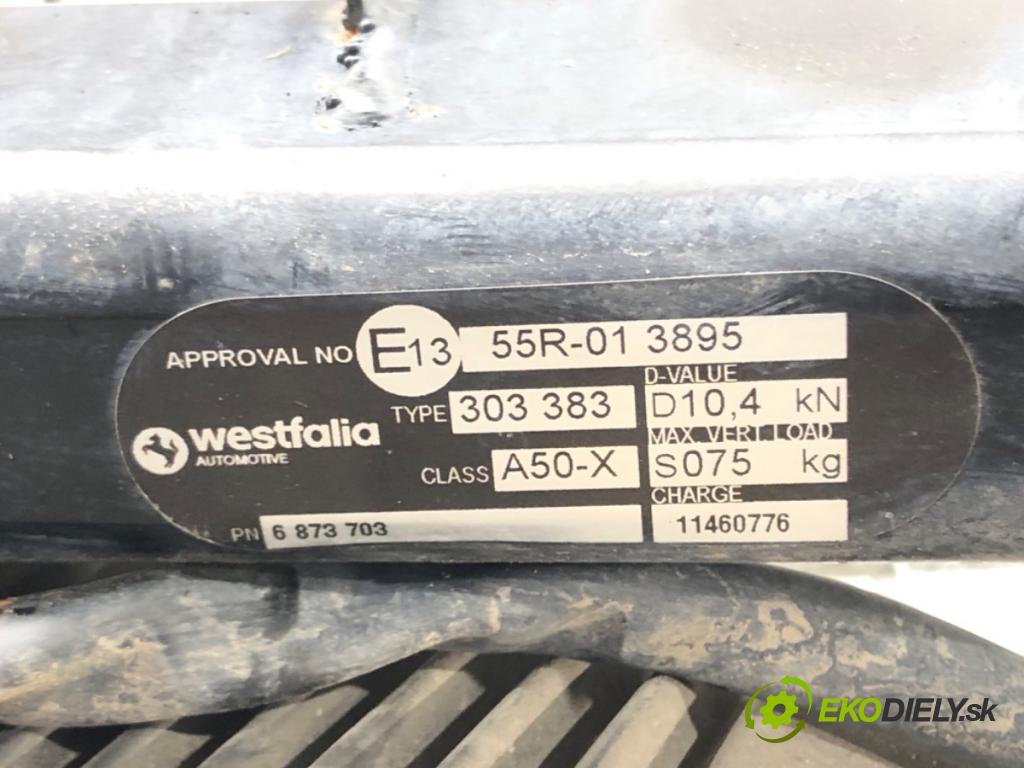 APPROVAL NO E13 55R-01 3895
D-VALUE
TYPE 303 383 D10,4 kN
westfalia
AUTOMOTIVE
MAX. VERT. LOAD
CLASS A50-X S075 kg
CHARGE
PN 6 873 703 11460776
EKODIELY.sk